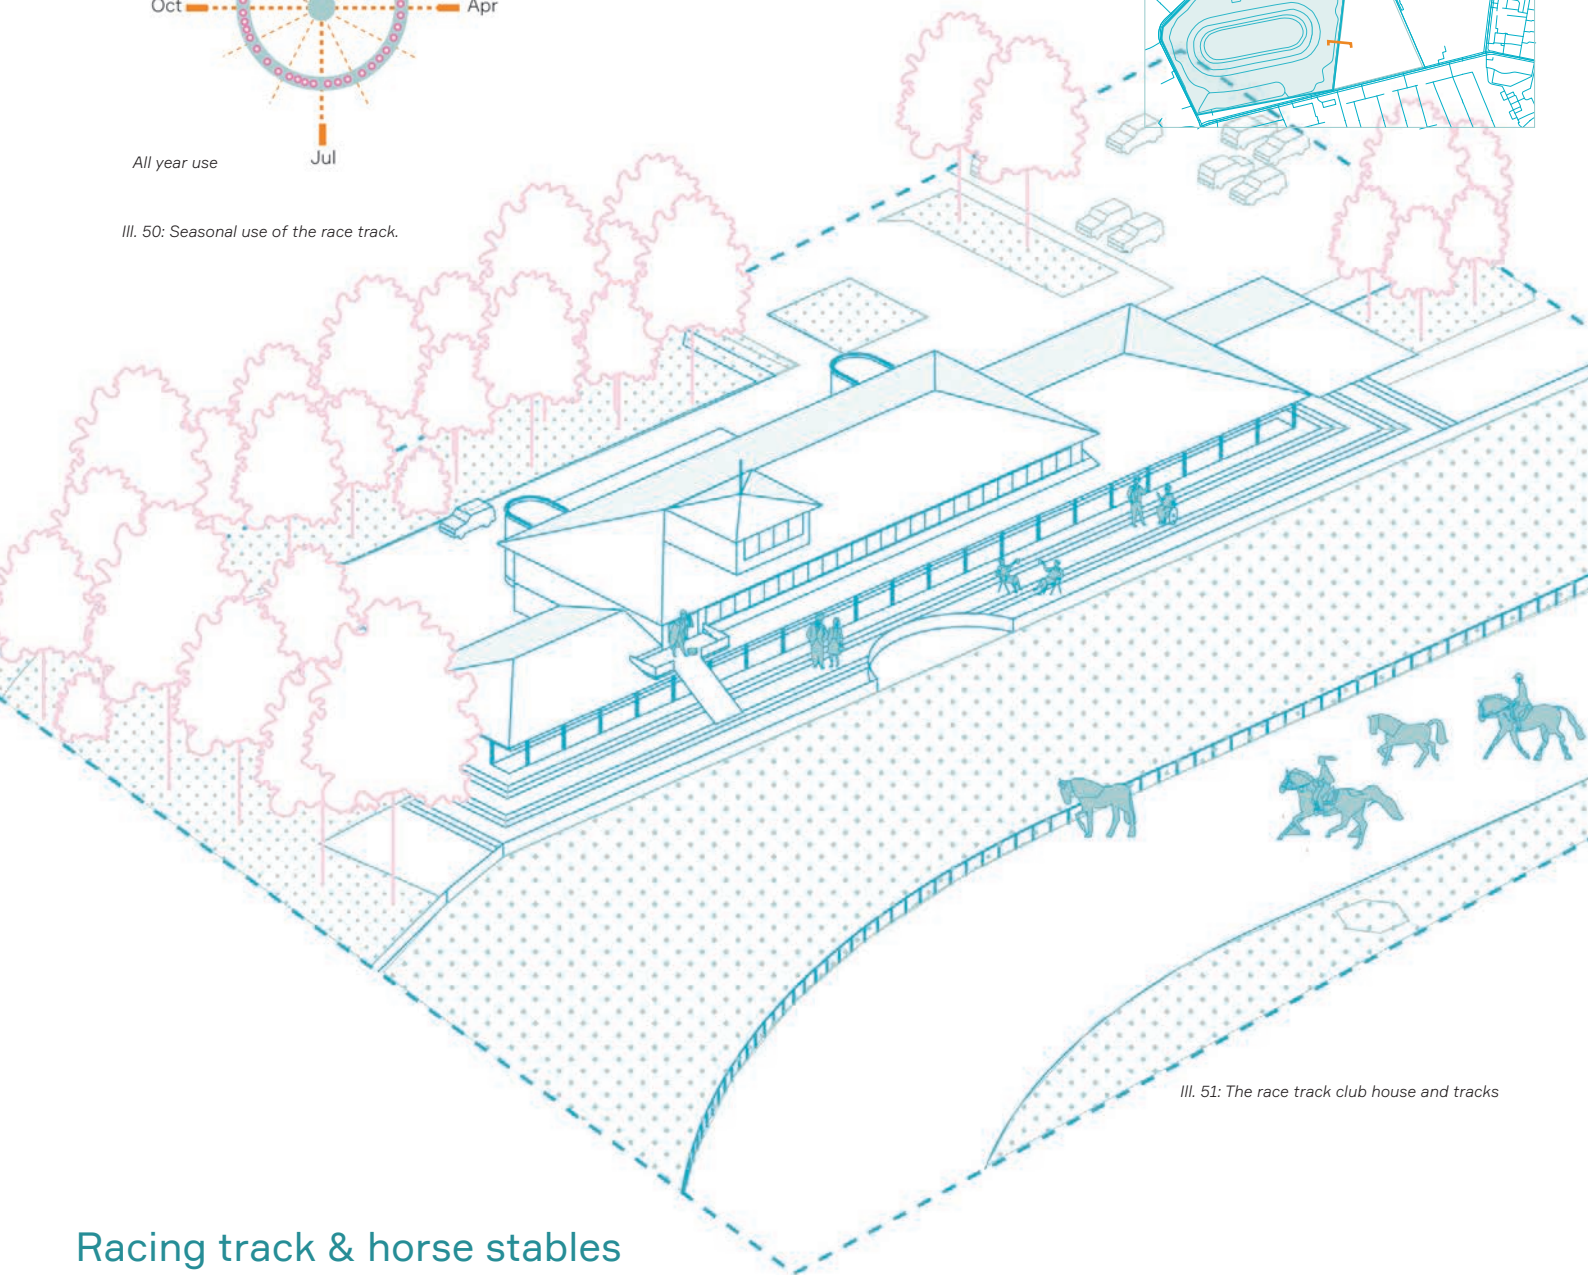 Oct
Apr
Jul
All year use
Ill. 50: Seasonal use of the race track.
Ill. 51: The race track club house and tracks
Racing track & horse stables